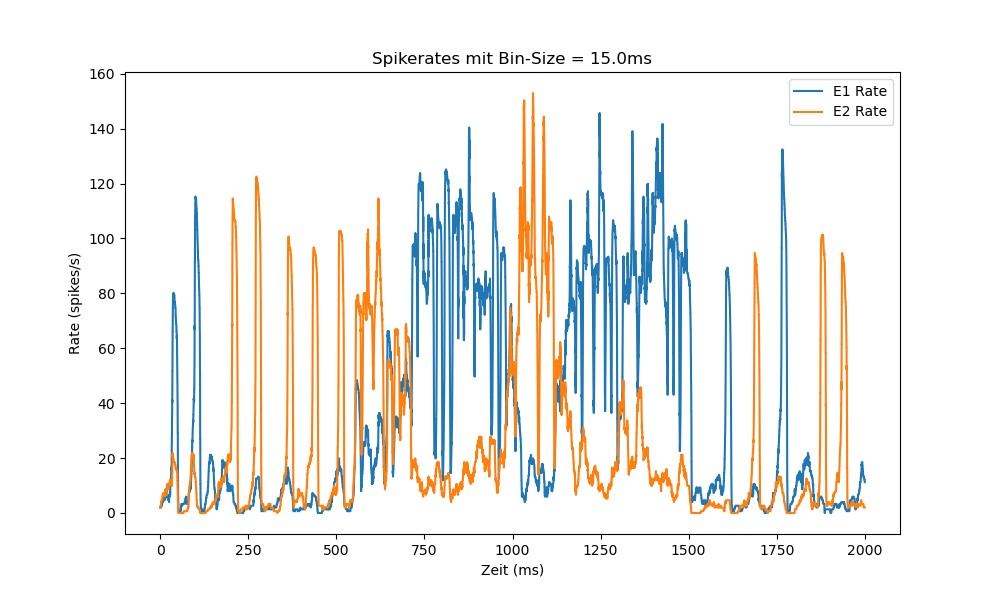 Spikerates mit Bin-Size = 15.0ms
E1 Rate
E2 Rate
160
140
120
100
80
60
40
20
0
Rate (spikes/s)
0 250 500 750 1000 1250 1500 1750 2000
Zeit (ms)